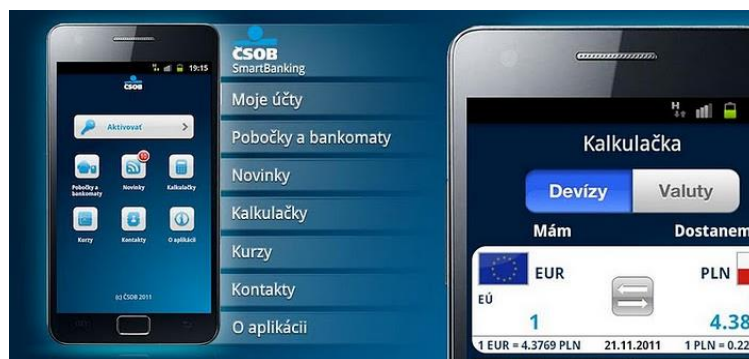 19:15
ČSOB
Aktivovať
15
Pobočky a bankomaty
Novinky
Kalkulačky
Kurzy
Kontakty
O aplikácii
(c) ČSOB 2011
ČSOB
SmartBanking
Moje účty
Pobočky a bankomaty
Novinky
Kalkulačky
Kurzy
Kontakty
O aplikácii
H
Kalkulačka
Devízy
Valuty
Mám
Dostanem
EUR
PLN
EÚ
1
4.38
1 EUR = 4.3769 PLN
21.11.2011
1 PLN = 0.22